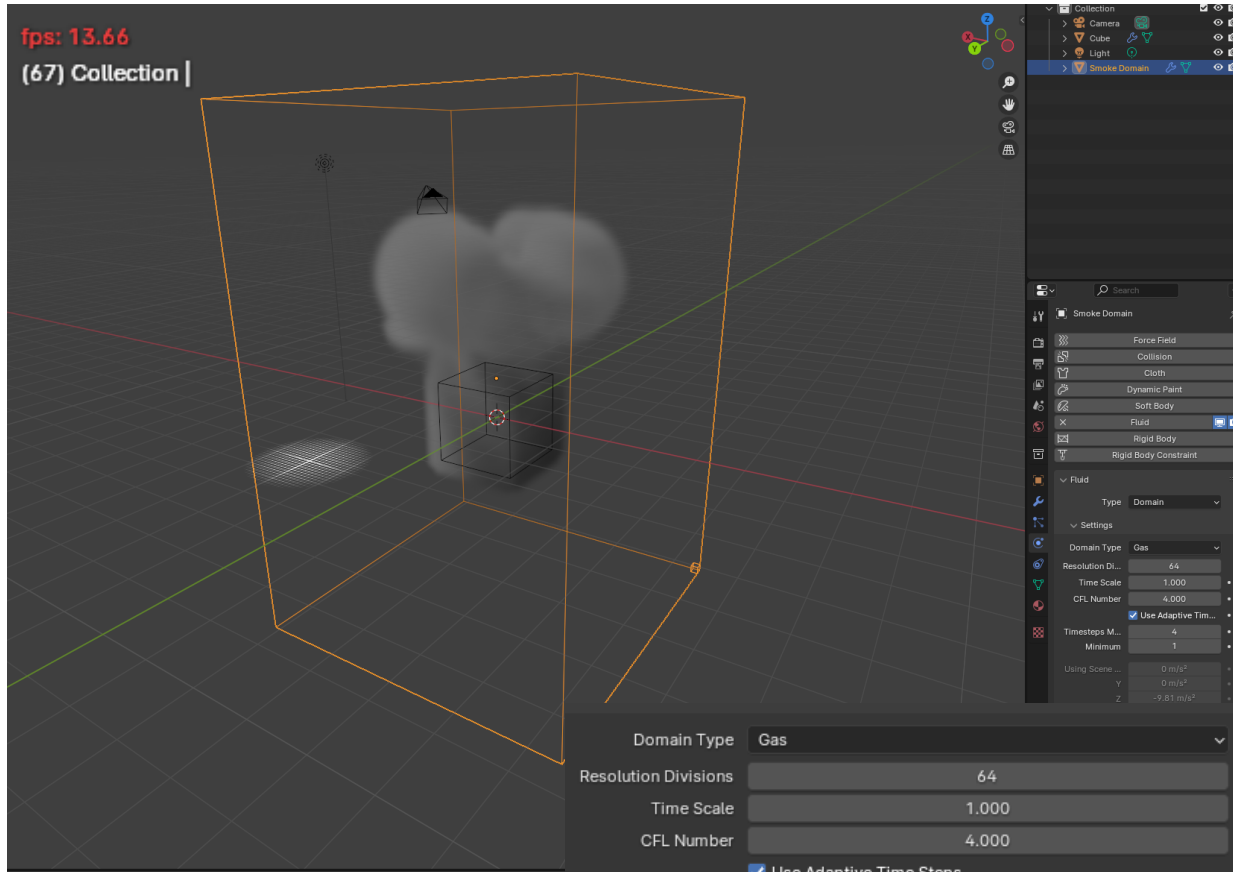 fps: 13.66
(67) Collection |
Z
X
Y
Collection
Camera
Cube
Light
Smoke Domain
Search
Smoke Domain
Force Field
Collision
Cloth
Dynamic Paint
Soft Body
Fluid
Rigid Body
Rigid Body Constraint
Fluid
Type Domain
Settings
Domain Type Gas
Resolution Di... 64
Time Scale 1.000
CFL Number 4.000
Use Adaptive Tim...
Timesteps M... 4
Minimum 1
Using Scene ... 0 m/s²
Y 0 m/s²
Z -9.81 m/s²
Domain Type Gas
Resolution Divisions 64
Time Scale 1.000
CFL Number 4.000
Use Adaptive Time Steps